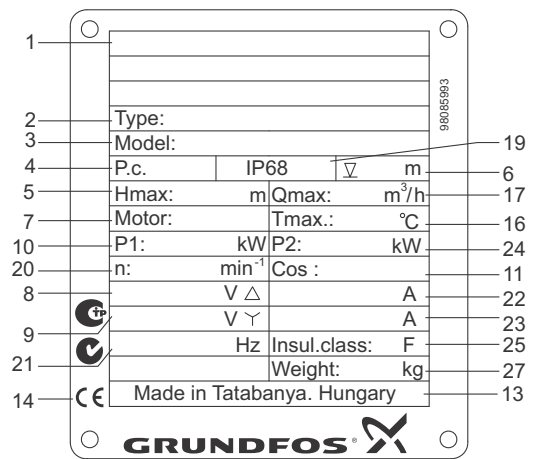 1
98085993
2 Type:
3 Model: 19
4 P.c. IP68 m 6
5 Hmax: m Qmax: m³/h 17
7 Motor: Tmax.: °C 16
10 P1: kW P2: kW 24
20 n: min⁻¹ Cos : 11
8 V △ A 22
9 V A 23
21 Hz Insul.class: F 25
Weight: kg 27
14 CE Made in Tatabanya. Hungary 13
GRUNDFOS